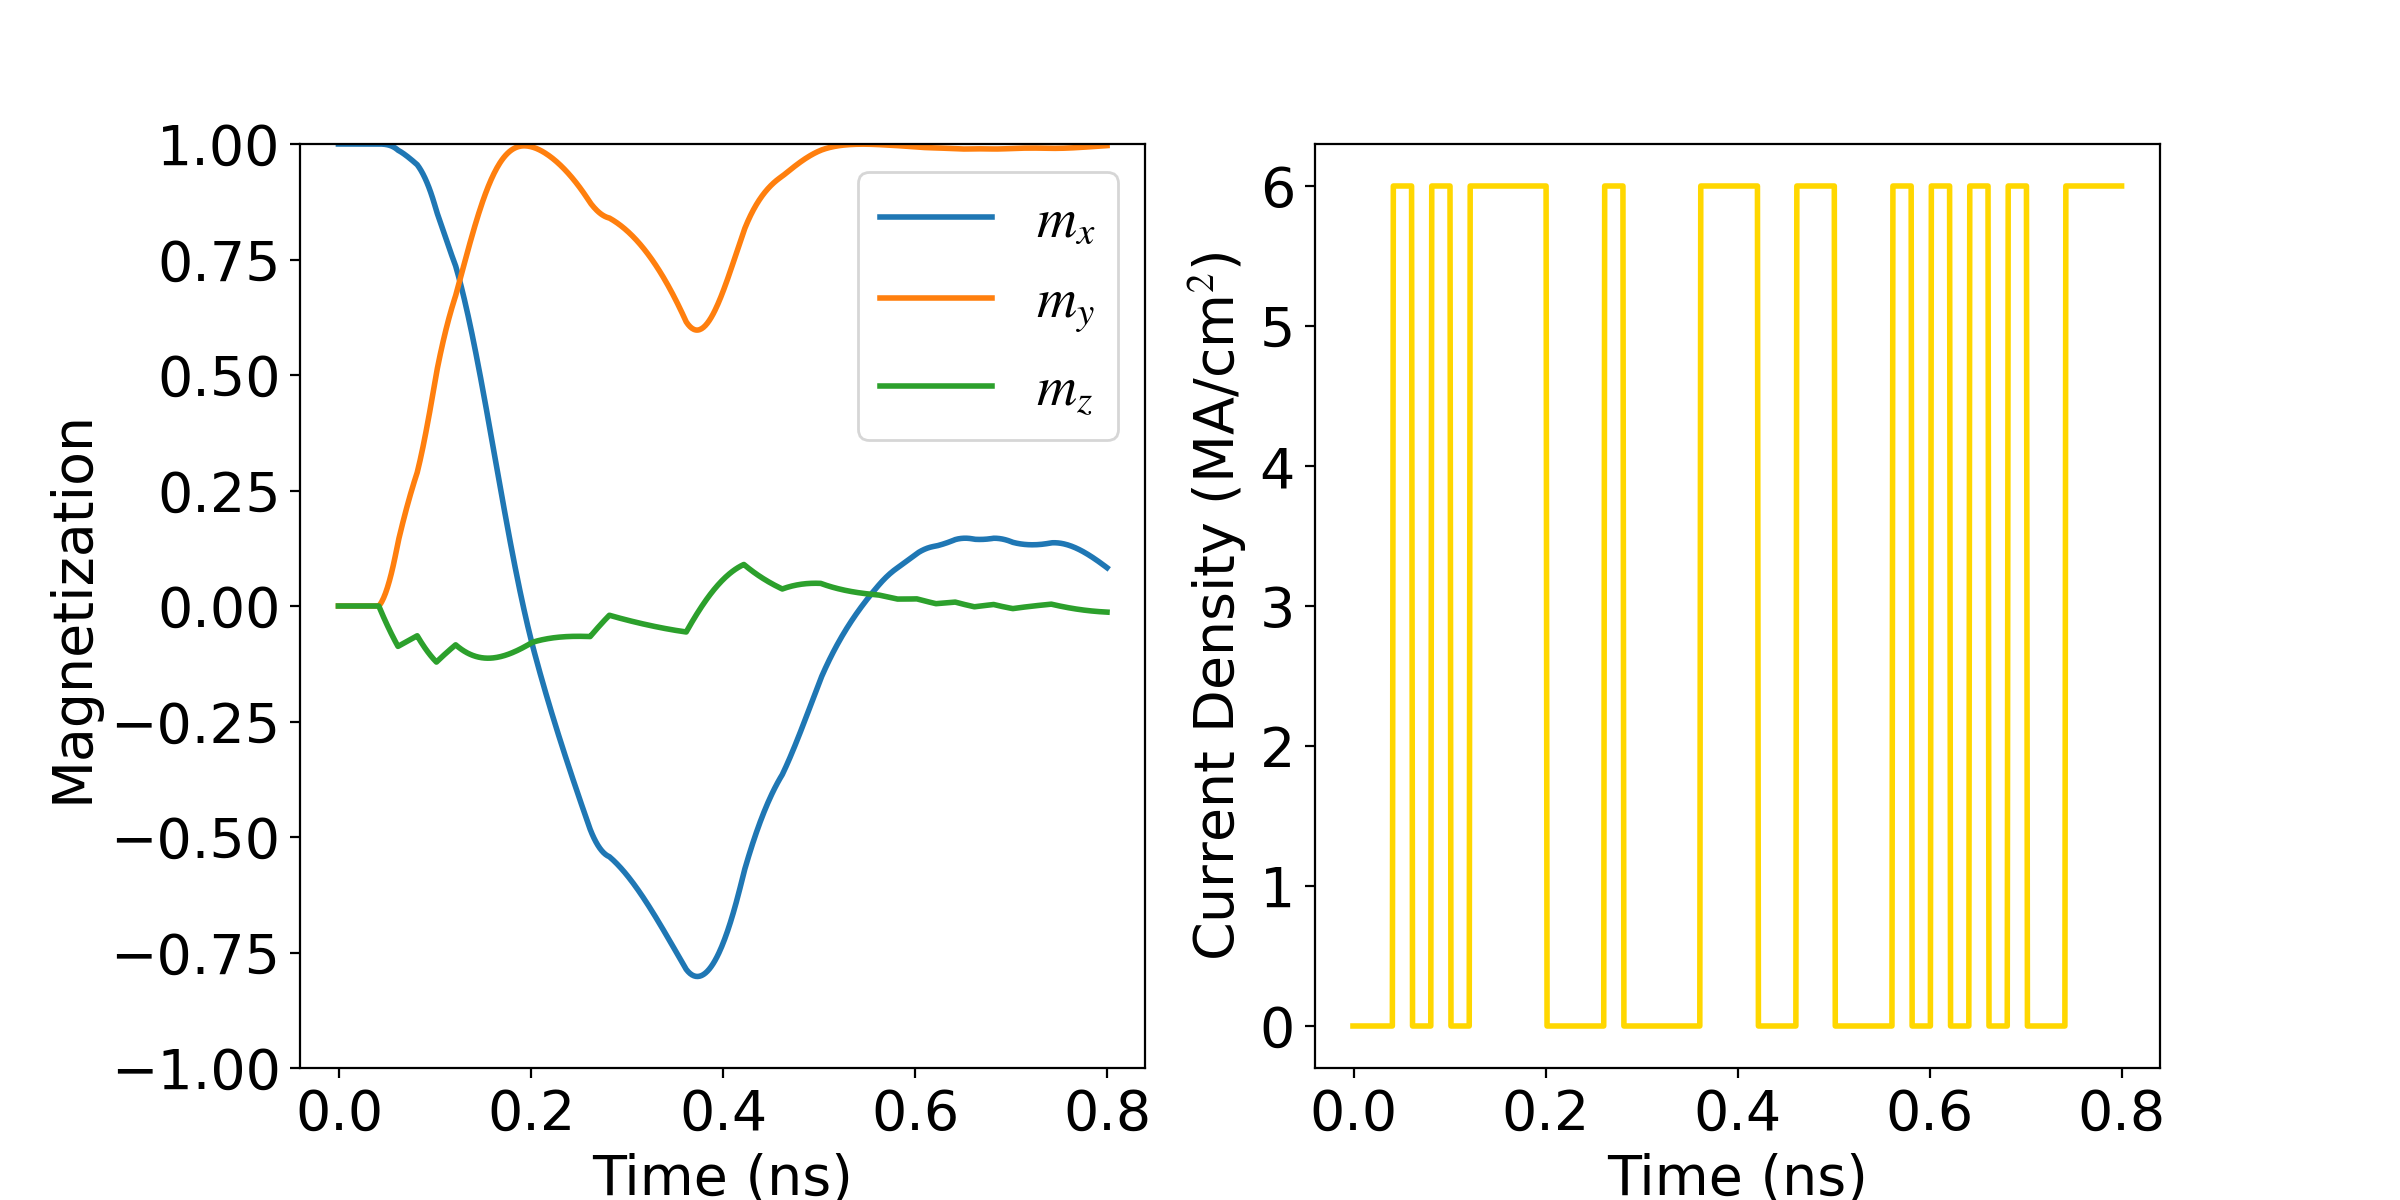 1.00
0.75
0.50
0.25
0.00
−0.25
−0.50
−0.75
−1.00
Magnetization
0.0 0.2 0.4 0.6 0.8
Time (ns)
m_x
m_y
m_z
6
5
4
3
2
1
0
Current Density (MA/cm²)
0.0 0.2 0.4 0.6 0.8
Time (ns)